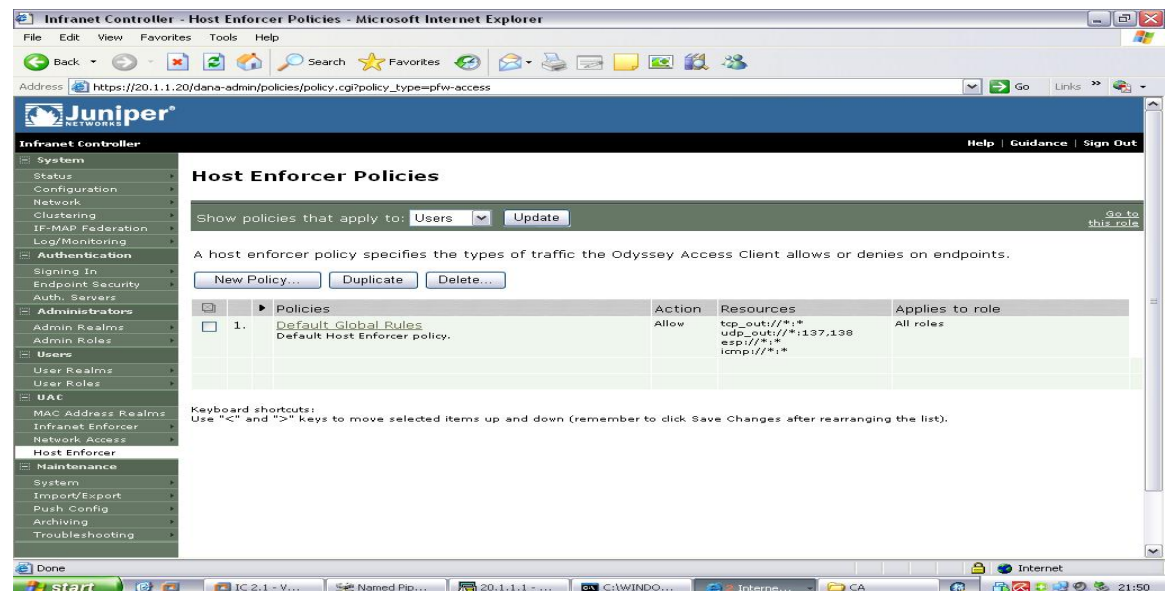 Infranet Controller - Host Enforcer Policies - Microsoft Internet Explorer
File Edit View Favorites Tools Help
Back Search Favorites
Address https://20.1.1.20/dana-admin/policies/policy.cgi?policy_type=pfw-access Go Links »
Juniper®
NETWORKS
Infranet Controller Help | Guidance | Sign Out
System
Status
Configuration
Network
Clustering
IF-MAP Federation
Log/Monitoring
Authentication
Signing In
Endpoint Security
Auth. Servers
Administrators
Admin Realms
Admin Roles
Users
User Realms
User Roles
UAC
MAC Address Realms
Infranet Enforcer
Network Access
Host Enforcer
Maintenance
System
Import/Export
Push Config
Archiving
Troubleshooting
Host Enforcer Policies
Show policies that apply to: Users Update
Go to
this role
A host enforcer policy specifies the types of traffic the Odyssey Access Client allows or denies on endpoints.
New Policy... Duplicate Delete...
Policies Action Resources Applies to role
1. Default Global Rules Allow tcp_out://*:* All roles
Default Host Enforcer policy. udp_out://*:137,138
esp://*:*
icmp://*:*
Keyboard shortcuts:
Use "<" and ">" keys to move selected items up and down (remember to click Save Changes after rearranging the list).
Done Internet
start IC 2.1 - V... Named Pip... 20.1.1.1 - ... C:\WINDO... Interne... CA 21:50